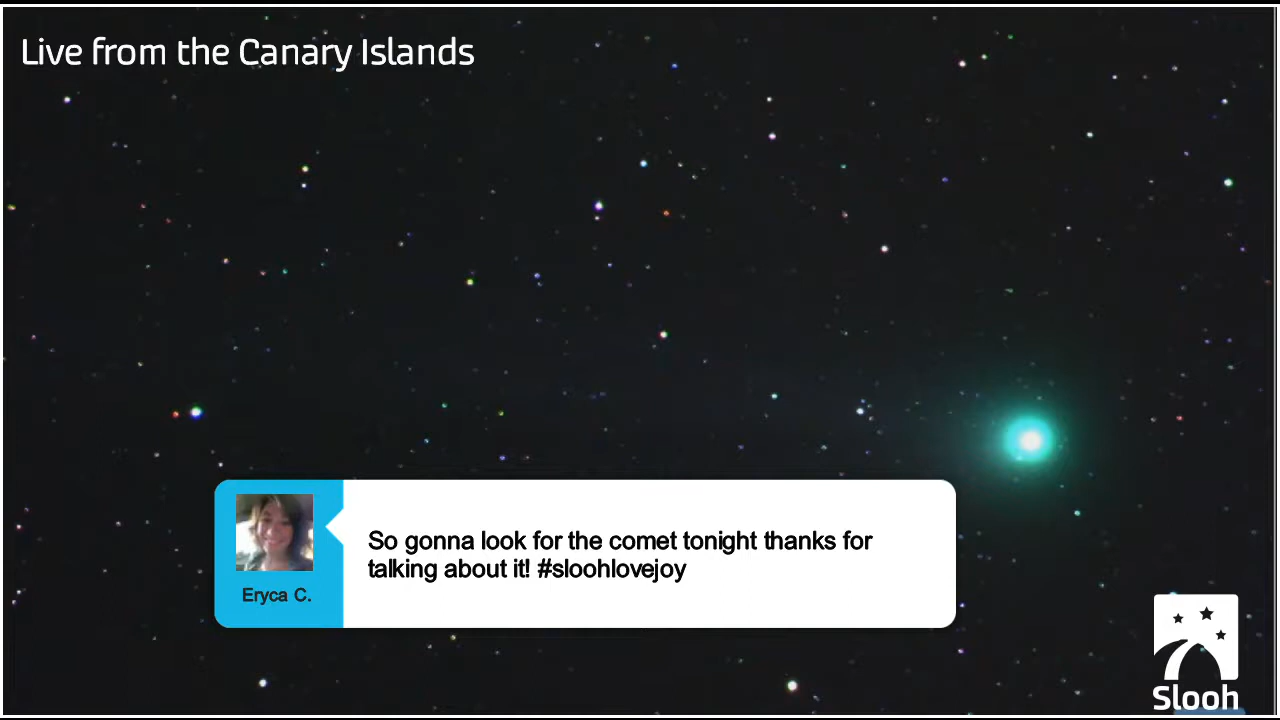 Live from the Canary Islands
So gonna look for the comet tonight thanks for
talking about it! #sloohlovejoy
Eryca C.
Slooh